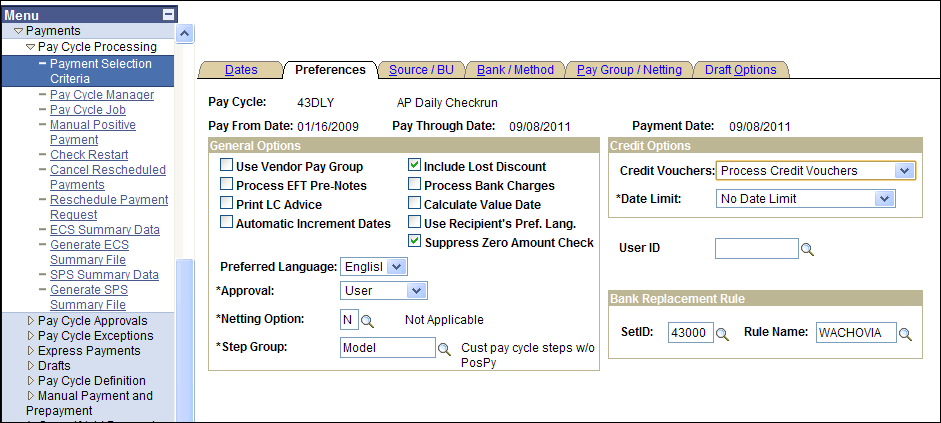 Menu
Payments
Pay Cycle Processing
Payment Selection
Criteria
Pay Cycle Manager
Pay Cycle Job
Manual Positive
Payment
Check Restart
Cancel Rescheduled
Payments
Reschedule Payment
Request
ECS Summary Data
Generate ECS
Summary File
SPS Summary Data
Generate SPS
Summary File
Pay Cycle Approvals
Pay Cycle Exceptions
Express Payments
Drafts
Pay Cycle Definition
Manual Payment and
Prepayment
Dates Preferences Source / BU Bank / Method Pay Group / Netting Draft Options
Pay Cycle: 43DLY AP Daily Checkrun
Pay From Date: 01/16/2009 Pay Through Date: 09/08/2011 Payment Date: 09/08/2011
General Options
Use Vendor Pay Group Include Lost Discount
Process EFT Pre-Notes Process Bank Charges
Print LC Advice Calculate Value Date
Automatic Increment Dates Use Recipient's Pref. Lang.
Suppress Zero Amount Check
Preferred Language: Englisl
*Approval: User
*Netting Option: N Not Applicable
*Step Group: Model Cust pay cycle steps w/o
PosPy
Credit Options
Credit Vouchers: Process Credit Vouchers
*Date Limit: No Date Limit
User ID
Bank Replacement Rule
SetID: 43000 Rule Name: WACHOVIA